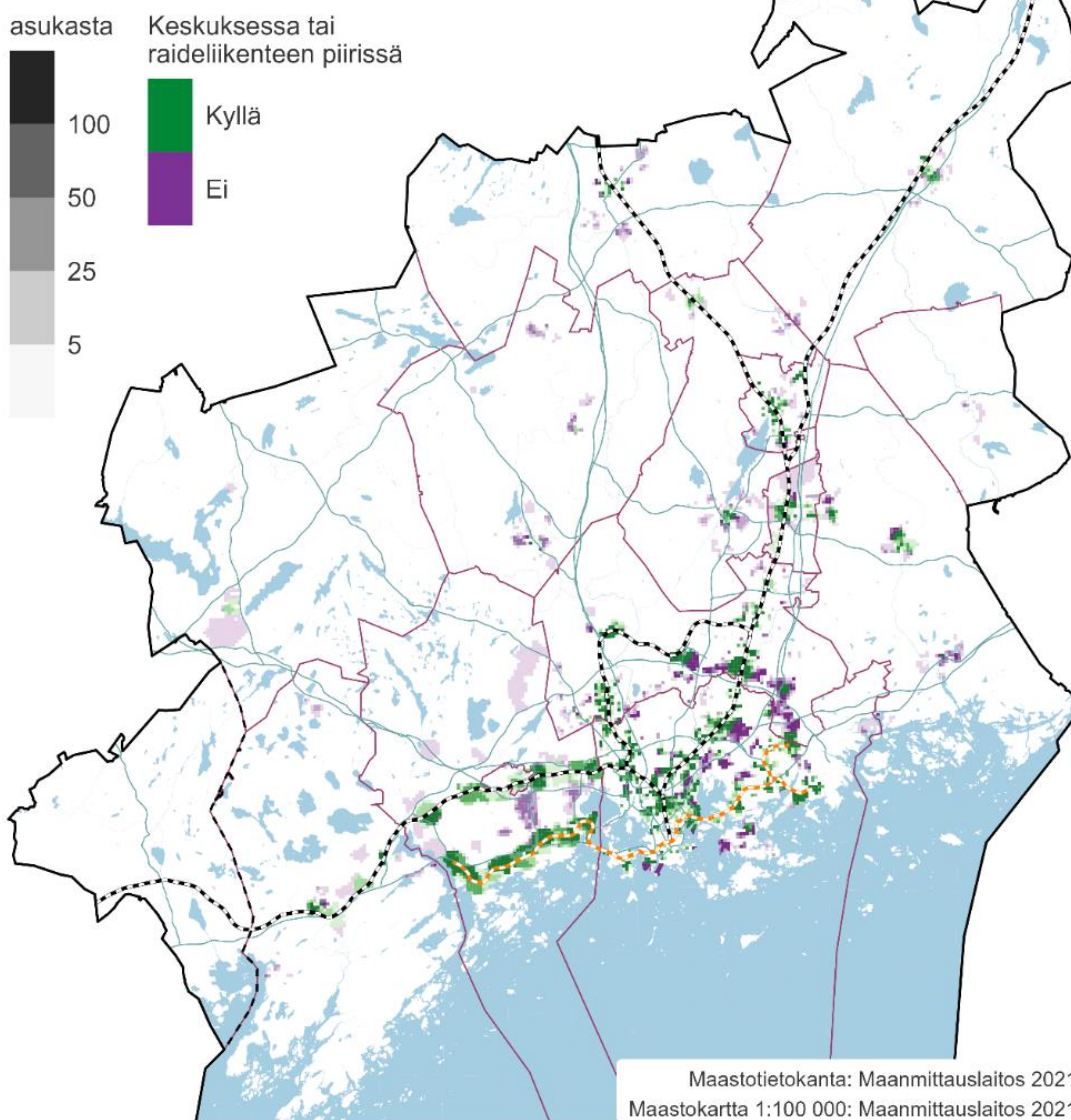 asukasta
100
50
25
5
Keskuksessa tai
raideliikenteen piirissä
Kyllä
Ei
Maastotietokanta: Maanmittauslaitos 2021
Maastokartta 1:100 000: Maanmittauslaitos 2021